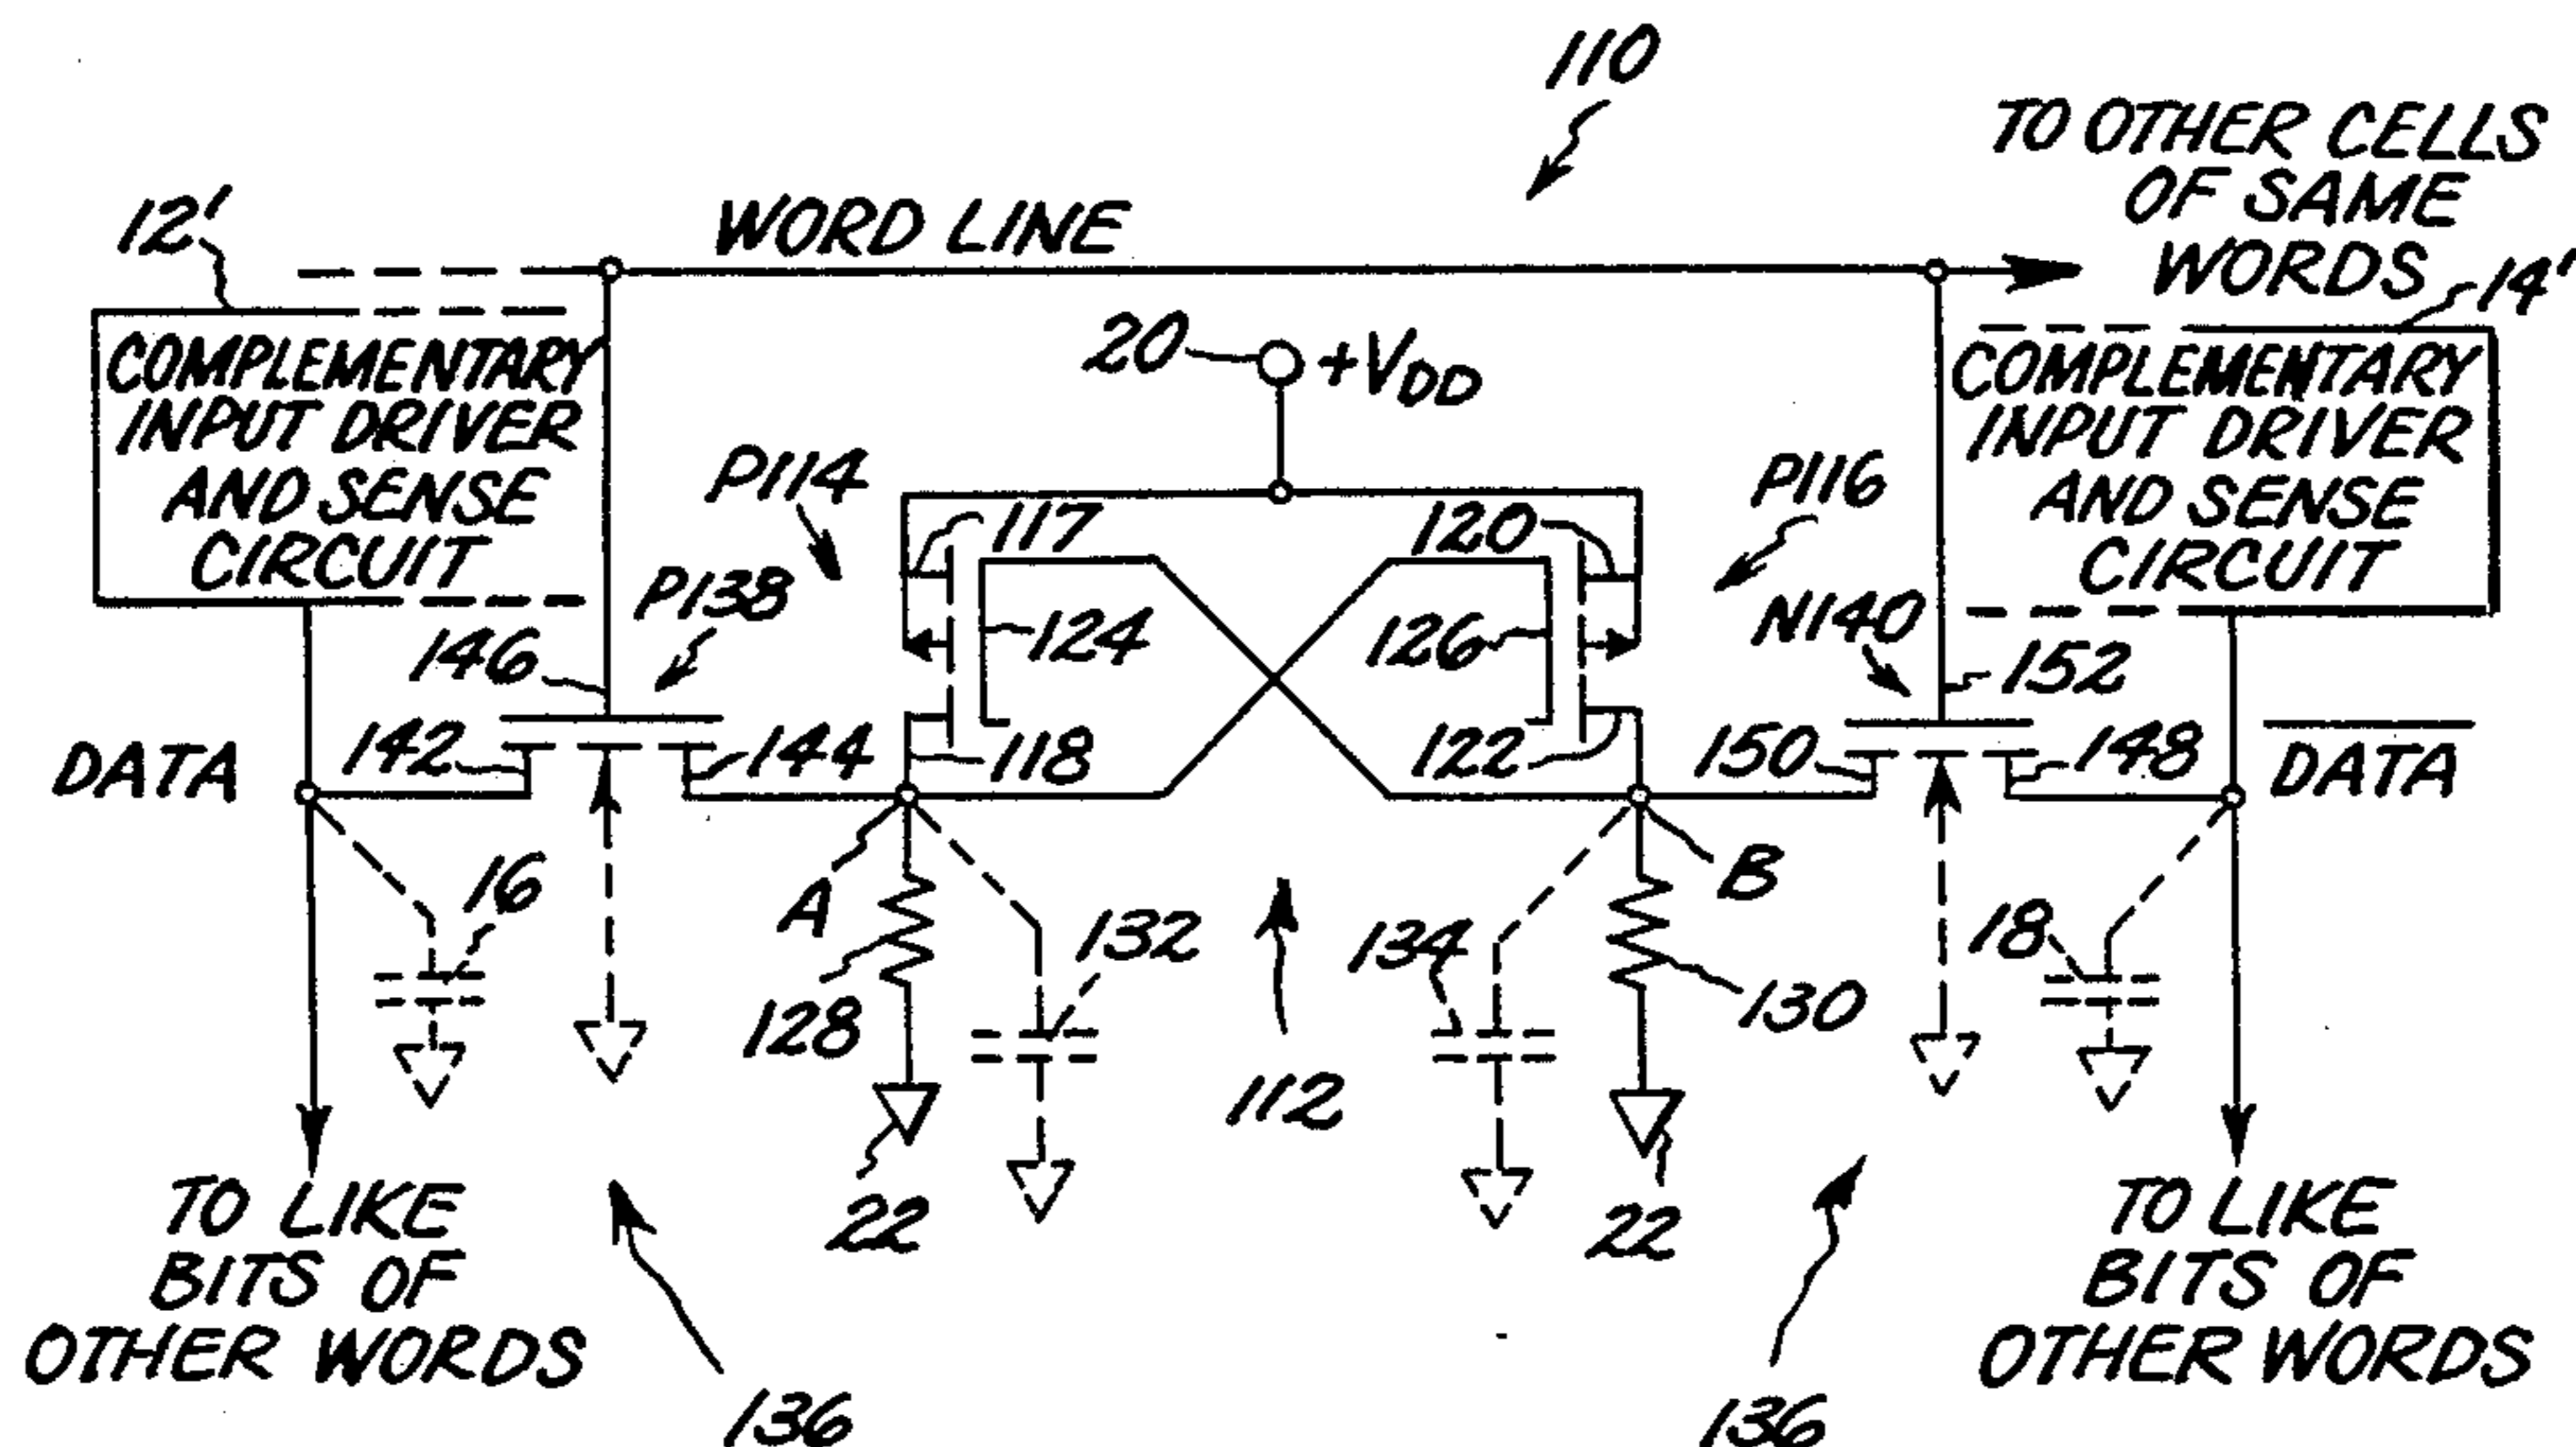 110
TO OTHER CELLS
OF SAME
WORDS
12'
WORD LINE
14'
COMPLEMENTARY
INPUT DRIVER
AND SENSE
CIRCUIT
20
+VDD
COMPLEMENTARY
INPUT DRIVER
AND SENSE
CIRCUIT
P114
P116
117
120
P138
N140
124
126
146
152
DATA
142
144
118
122
150
148
DATA
16
A
132
134
B
18
128
130
112
22
22
TO LIKE
BITS OF
OTHER WORDS
TO LIKE
BITS OF
OTHER WORDS
136
136